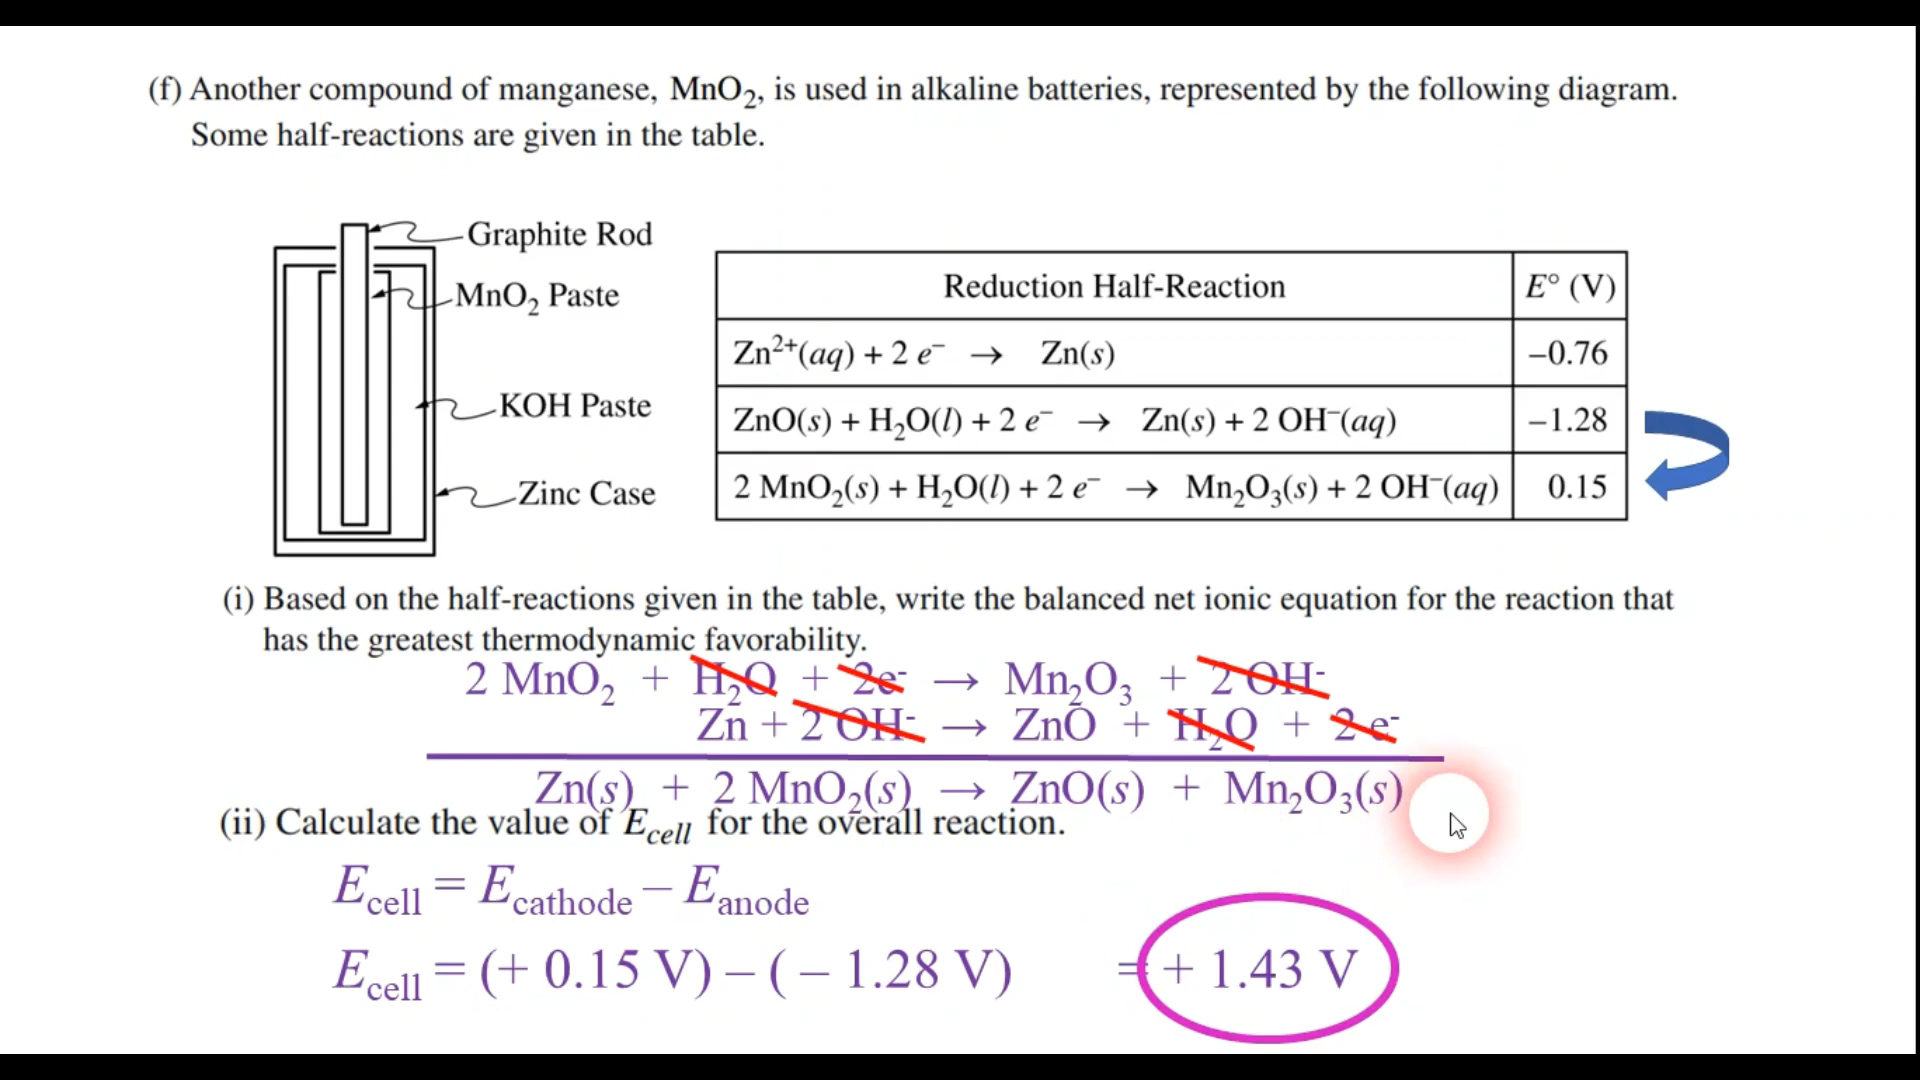 (f) Another compound of manganese, MnO₂, is used in alkaline batteries, represented by the following diagram.
Some half-reactions are given in the table.
Graphite Rod
MnO₂ Paste
KOH Paste
Zinc Case
Reduction Half-Reaction E° (V)
Zn²⁺(aq) + 2 e⁻ → Zn(s) −0.76
ZnO(s) + H₂O(l) + 2 e⁻ → Zn(s) + 2 OH⁻(aq) −1.28
2 MnO₂(s) + H₂O(l) + 2 e⁻ → Mn₂O₃(s) + 2 OH⁻(aq) 0.15
(i) Based on the half-reactions given in the table, write the balanced net ionic equation for the reaction that
has the greatest thermodynamic favorability.
2 MnO₂ + H₂O + 2e⁻ → Mn₂O₃ + 2 OH⁻
Zn + 2 OH⁻ → ZnO + H₂O + 2 e⁻
Zn(s) + 2 MnO₂(s) → ZnO(s) + Mn₂O₃(s)
(ii) Calculate the value of E_cell for the overall reaction.
E_cell = E_cathode − E_anode
E_cell = (+ 0.15 V) – ( – 1.28 V) = + 1.43 V